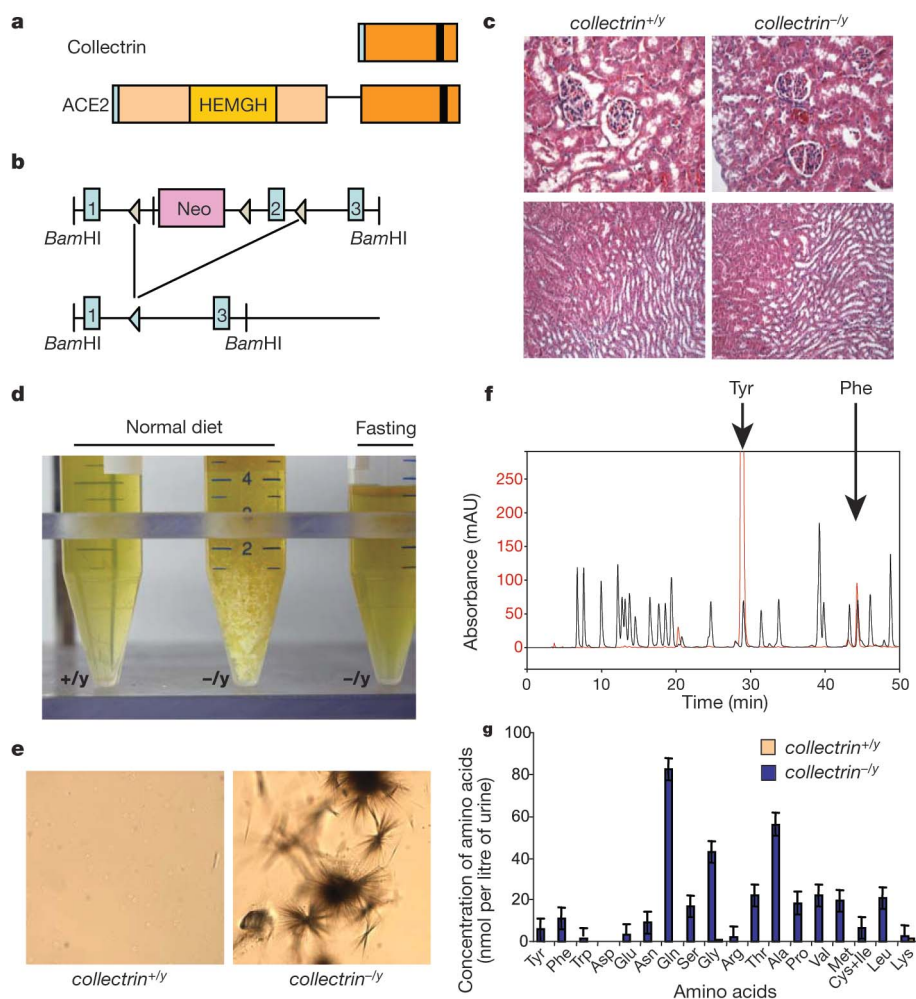 a
Collectrin
ACE2
HEMGH
b
1
Neo
2
3
BamHI
BamHI
1
3
BamHI
BamHI
c
collectrin+/y
collectrin–/y
d
Normal diet
Fasting
4
2
+/y
–/y
–/y
e
collectrin+/y
collectrin–/y
f
Tyr
Phe
Absorbance (mAU)
250
200
150
100
50
0
0
10
20
30
40
50
Time (min)
g
Concentration of amino acids
(nmol per litre of urine)
100
80
60
40
20
0
collectrin+/y
collectrin–/y
Tyr
Phe
Trp
Asp
Glu
Asn
Gln
Ser
Gly
Arg
Thr
Ala
Pro
Val
Met
Cys+Ile
Leu
Lys
Amino acids